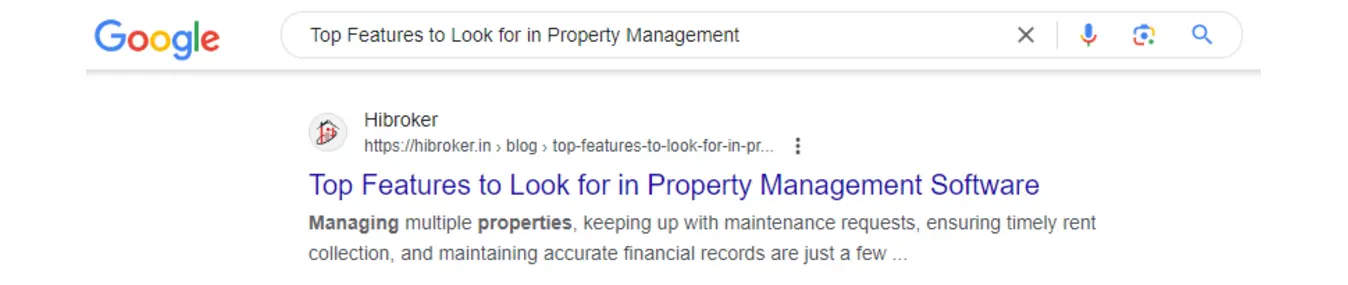 Google
Top Features to Look for in Property Management
Hibroker
https://hibroker.in › blog › top-features-to-look-for-in-pr...
Top Features to Look for in Property Management Software
Managing multiple properties, keeping up with maintenance requests, ensuring timely rent
collection, and maintaining accurate financial records are just a few ...